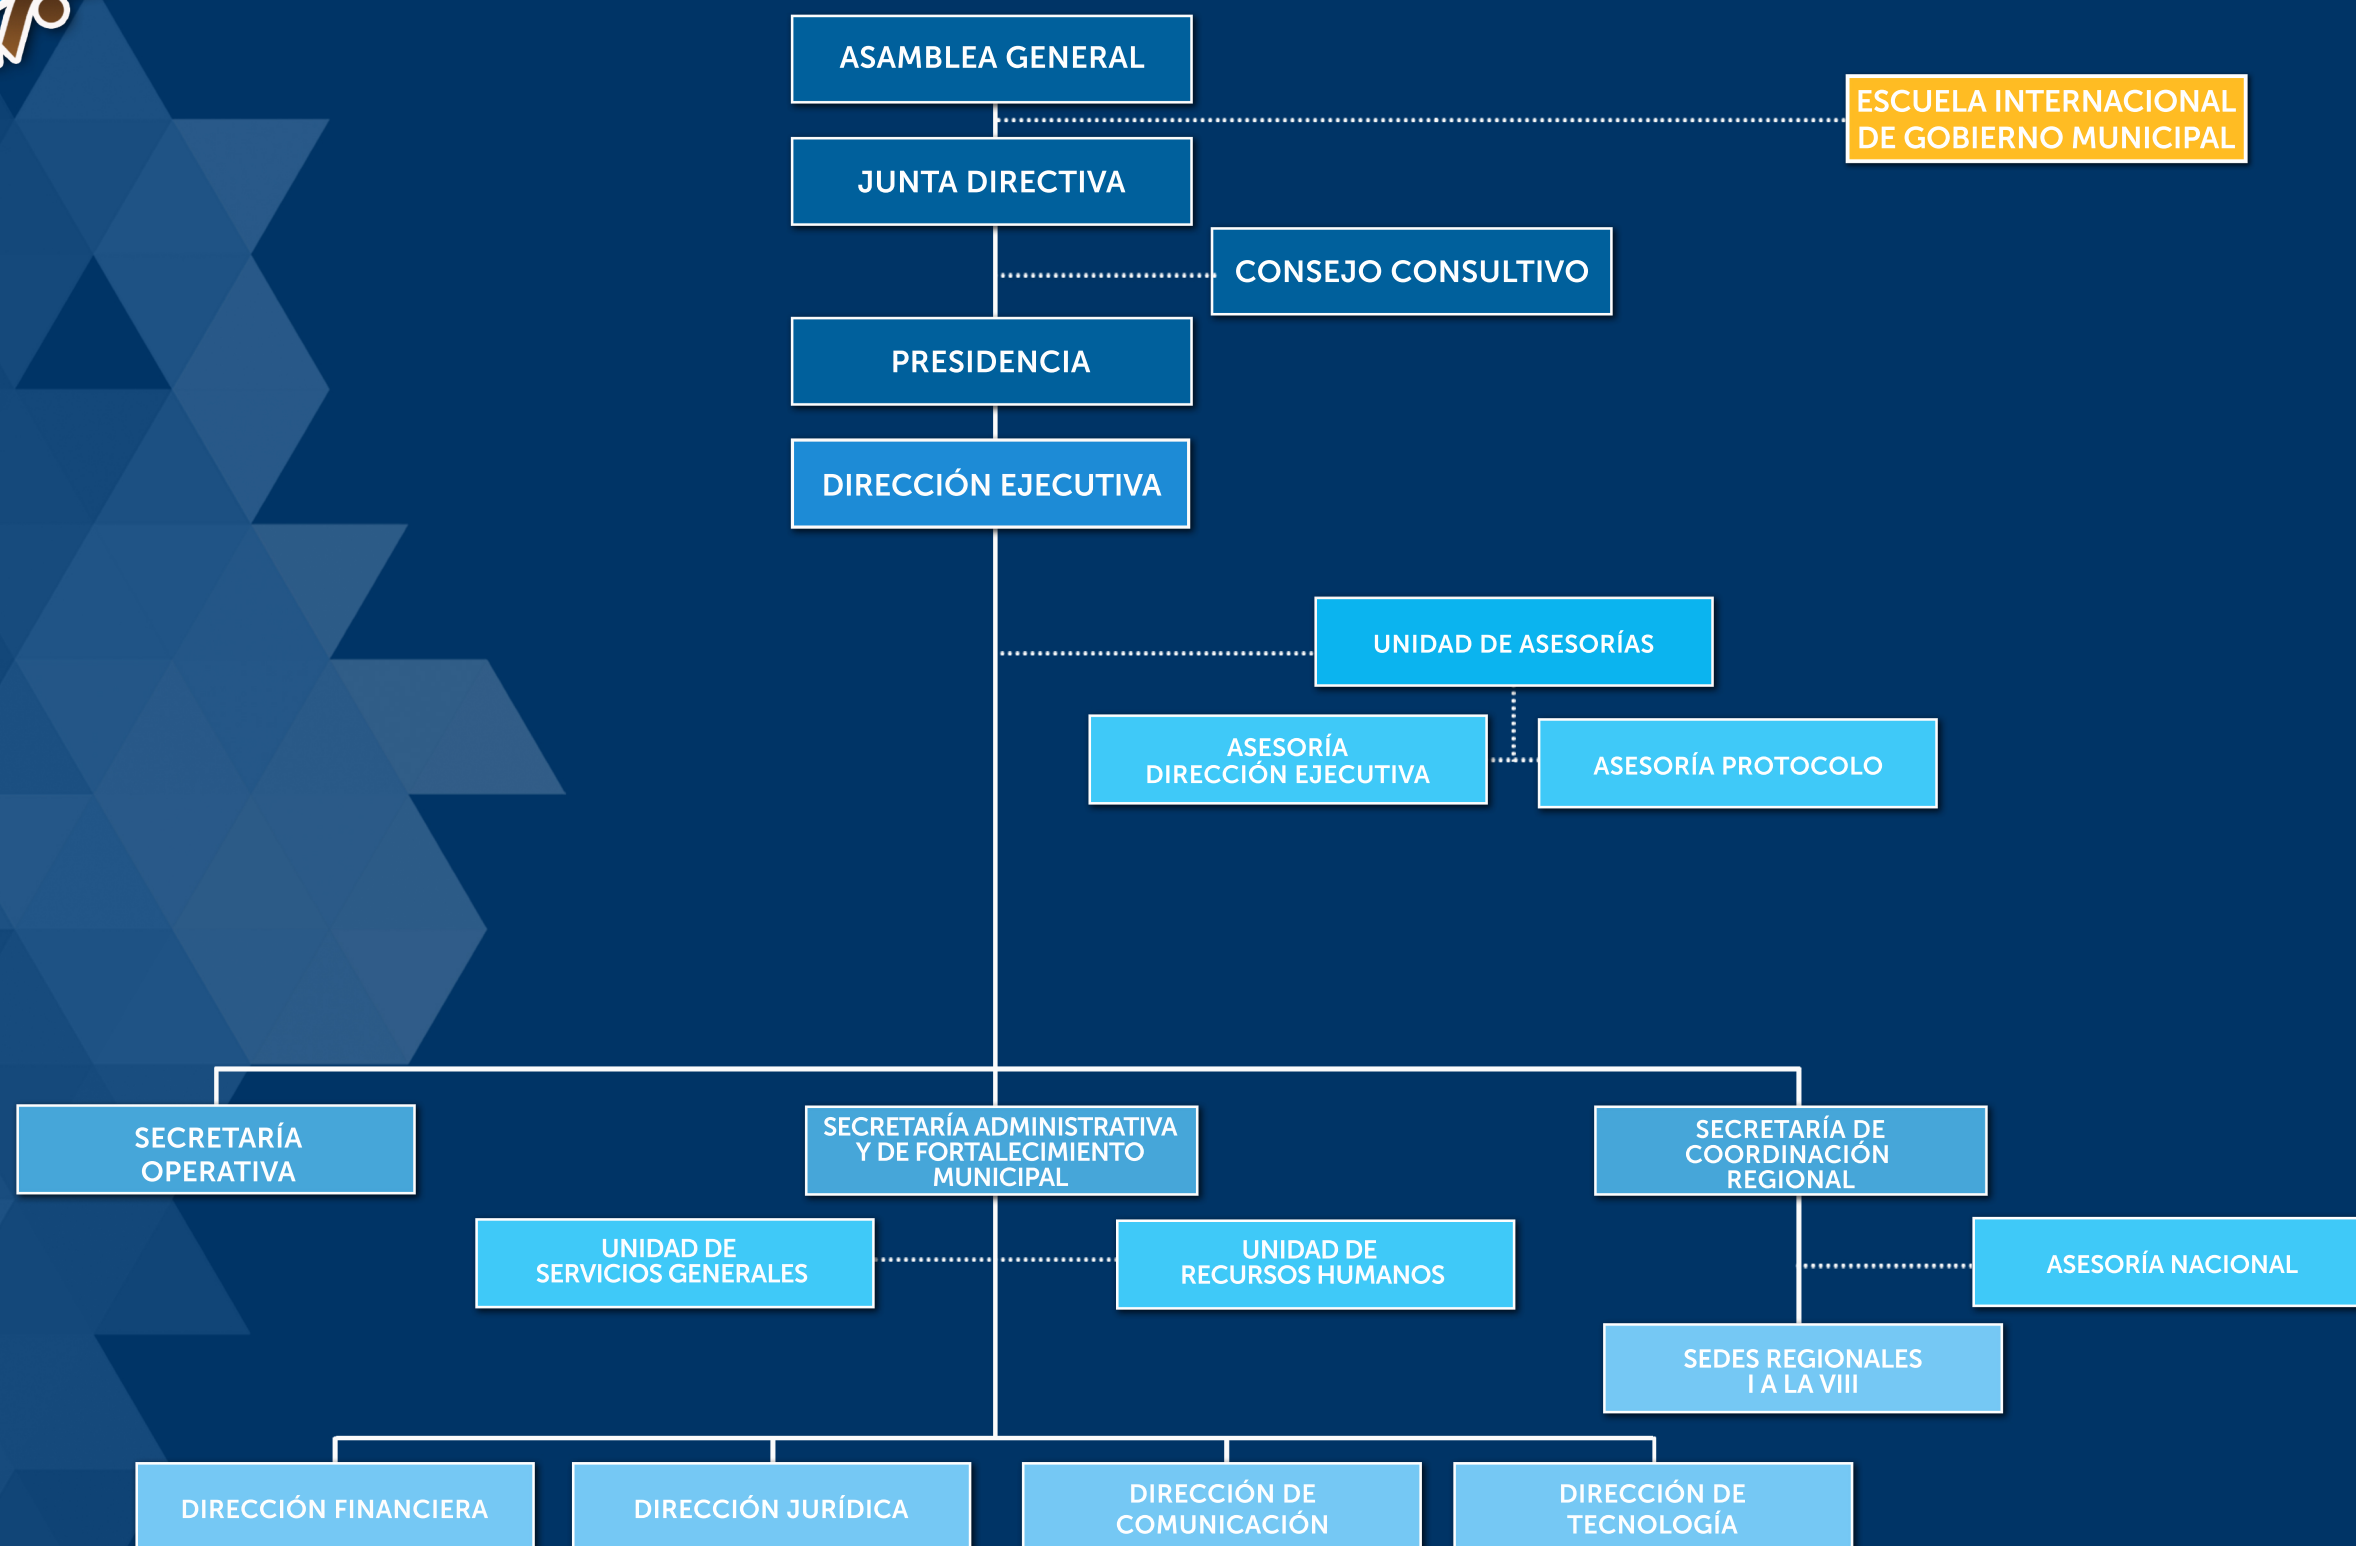 ASAMBLEA GENERAL
ESCUELA INTERNACIONAL
DE GOBIERNO MUNICIPAL
JUNTA DIRECTIVA
CONSEJO CONSULTIVO
PRESIDENCIA
DIRECCIÓN EJECUTIVA
UNIDAD DE ASESORÍAS
ASESORÍA
DIRECCIÓN EJECUTIVA
ASESORÍA PROTOCOLO
SECRETARÍA
OPERATIVA
SECRETARÍA ADMINISTRATIVA
Y DE FORTALECIMIENTO
MUNICIPAL
SECRETARÍA DE
COORDINACIÓN
REGIONAL
UNIDAD DE
SERVICIOS GENERALES
UNIDAD DE
RECURSOS HUMANOS
ASESORÍA NACIONAL
SEDES REGIONALES
I A LA VIII
DIRECCIÓN FINANCIERA
DIRECCIÓN JURÍDICA
DIRECCIÓN DE
COMUNICACIÓN
DIRECCIÓN DE
TECNOLOGÍA